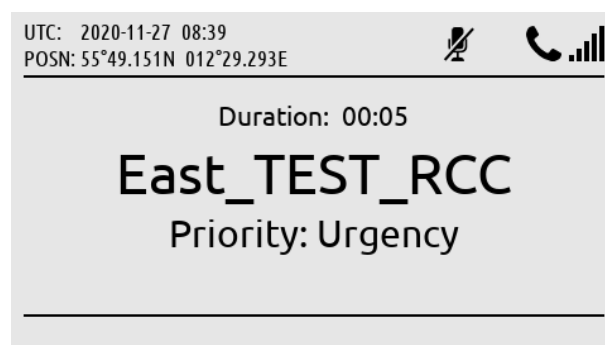 UTC: 2020-11-27 08:39
POSN: 55°49.151N 012°29.293E
Duration: 00:05
East_TEST_RCC
Priority: Urgency